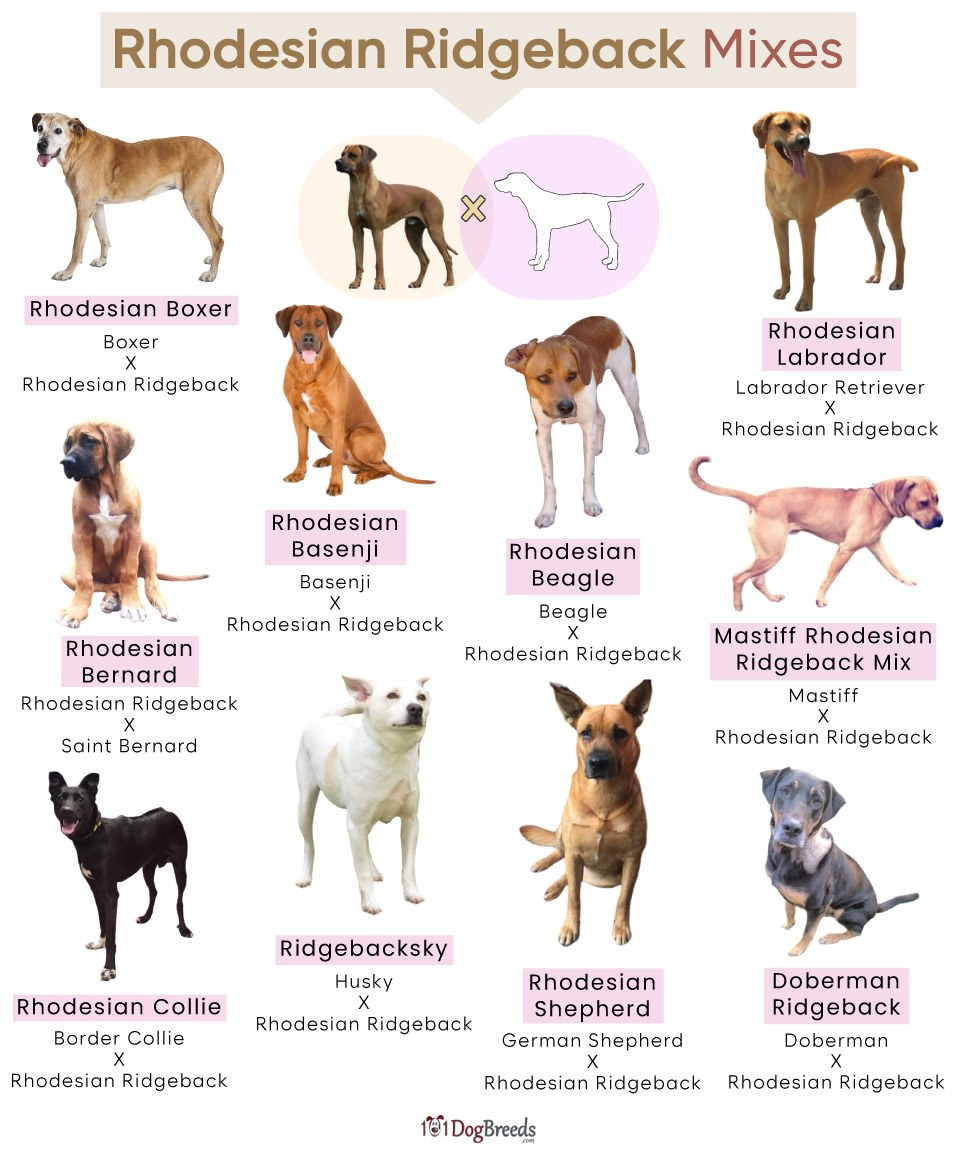 Rhodesian Ridgeback Mixes
X
Rhodesian Boxer
Boxer
X
Rhodesian Ridgeback
Rhodesian
Labrador
Labrador Retriever
X
Rhodesian Ridgeback
Rhodesian
Basenji
Basenji
X
Rhodesian Ridgeback
Rhodesian
Beagle
Beagle
X
Rhodesian Ridgeback
Rhodesian
Bernard
Rhodesian Ridgeback
X
Saint Bernard
Mastiff Rhodesian
Ridgeback Mix
Mastiff
X
Rhodesian Ridgeback
Rhodesian Collie
Border Collie
X
Rhodesian Ridgeback
Ridgebacksky
Husky
X
Rhodesian Ridgeback
Rhodesian
Shepherd
German Shepherd
X
Rhodesian Ridgeback
Doberman
Ridgeback
Doberman
X
Rhodesian Ridgeback
101DogBreeds
.com